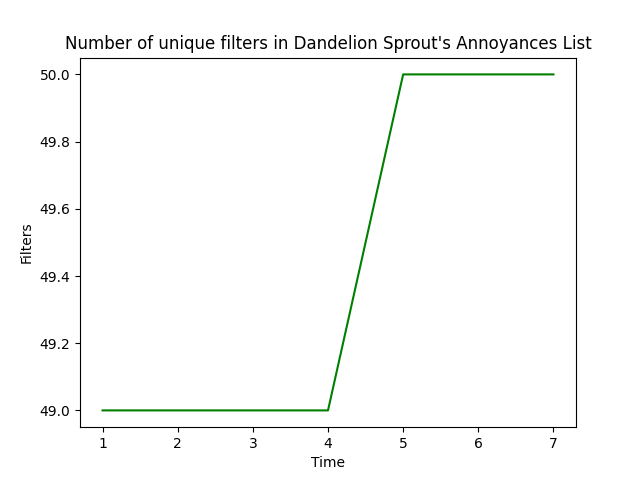 Number of unique filters in Dandelion Sprout's Annoyances List
50.0
49.8
49.6
49.4
49.2
49.0
Filters
1 2 3 4 5 6 7
Time